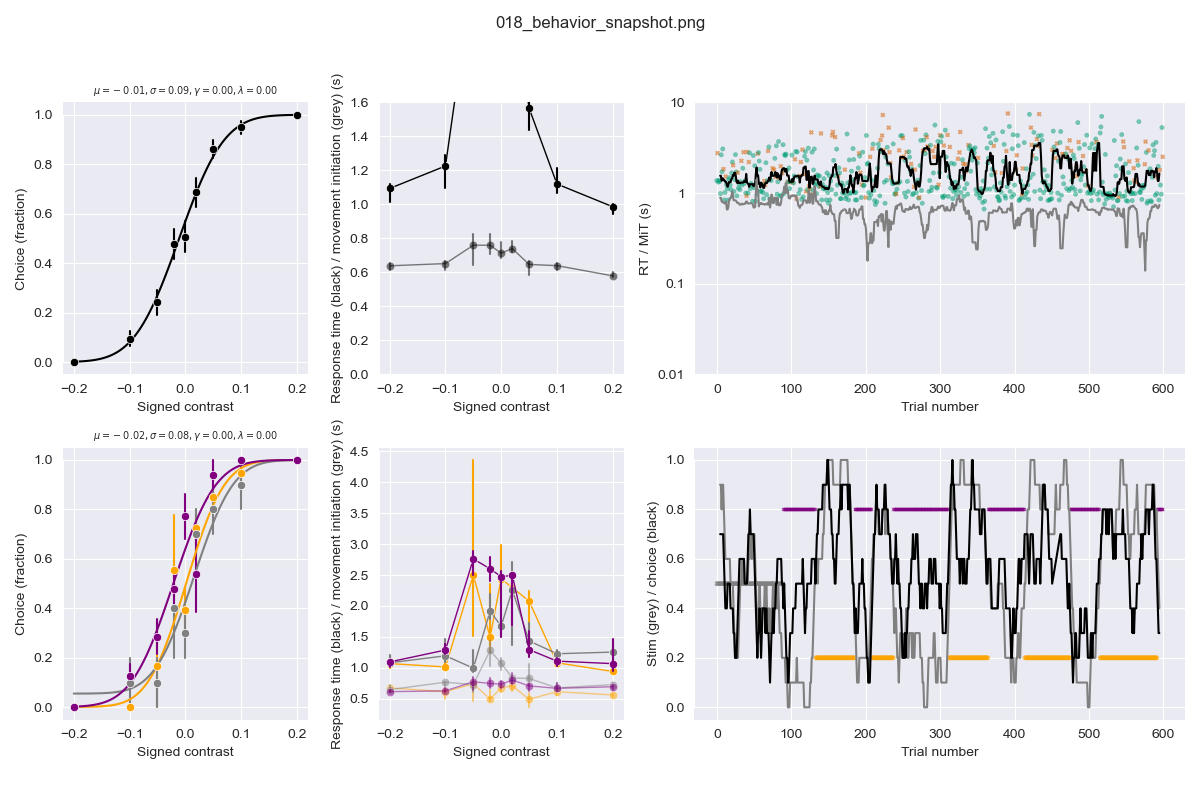 018_behavior_snapshot.png
μ = − 0.01, σ = 0.09, γ = 0.00, λ = 0.00
Choice (fraction)
1.0
0.8
0.6
0.4
0.2
0.0
−0.2 −0.1 0.0 0.1 0.2
Signed contrast
Response time (black) / movement initiation (grey) (s)
1.6
1.4
1.2
1.0
0.8
0.6
0.4
0.2
0.0
−0.2 −0.1 0.0 0.1 0.2
Signed contrast
RT / MiT (s)
10
1
0.1
0.01
0 100 200 300 400 500 600
Trial number
μ = − 0.02, σ = 0.08, γ = 0.00, λ = 0.00
Choice (fraction)
1.0
0.8
0.6
0.4
0.2
0.0
−0.2 −0.1 0.0 0.1 0.2
Signed contrast
Response time (black) / movement initiation (grey) (s)
4.5
4.0
3.5
3.0
2.5
2.0
1.5
1.0
0.5
−0.2 −0.1 0.0 0.1 0.2
Signed contrast
Stim (grey) / choice (black)
1.0
0.8
0.6
0.4
0.2
0.0
0 100 200 300 400 500 600
Trial number